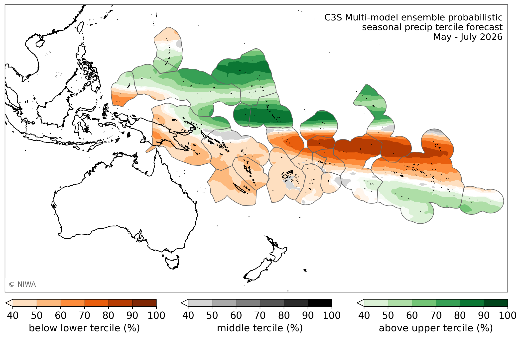 C3S Multi-model ensemble probabilistic
seasonal precip tercile forecast
May - July 2026
© NIWA
40 50 60 70 80 90 100
below lower tercile (%)
40 50 60 70 80 90 100
middle tercile (%)
40 50 60 70 80 90 100
above upper tercile (%)